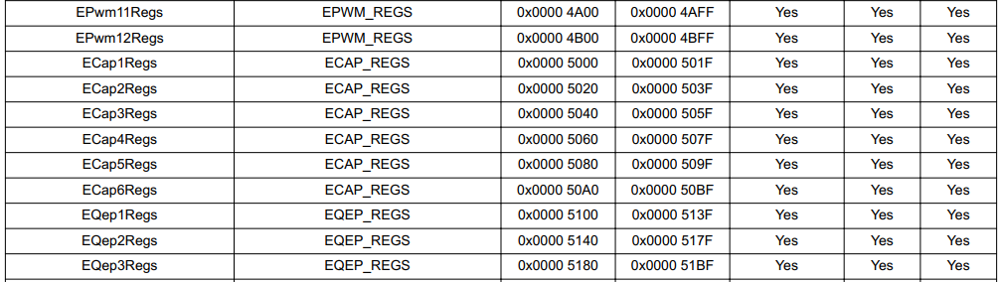 EPwm11Regs EPWM_REGS 0x0000 4A00 0x0000 4AFF Yes Yes Yes
EPwm12Regs EPWM_REGS 0x0000 4B00 0x0000 4BFF Yes Yes Yes
ECap1Regs ECAP_REGS 0x0000 5000 0x0000 501F Yes Yes Yes
ECap2Regs ECAP_REGS 0x0000 5020 0x0000 503F Yes Yes Yes
ECap3Regs ECAP_REGS 0x0000 5040 0x0000 505F Yes Yes Yes
ECap4Regs ECAP_REGS 0x0000 5060 0x0000 507F Yes Yes Yes
ECap5Regs ECAP_REGS 0x0000 5080 0x0000 509F Yes Yes Yes
ECap6Regs ECAP_REGS 0x0000 50A0 0x0000 50BF Yes Yes Yes
EQep1Regs EQEP_REGS 0x0000 5100 0x0000 513F Yes Yes Yes
EQep2Regs EQEP_REGS 0x0000 5140 0x0000 517F Yes Yes Yes
EQep3Regs EQEP_REGS 0x0000 5180 0x0000 51BF Yes Yes Yes